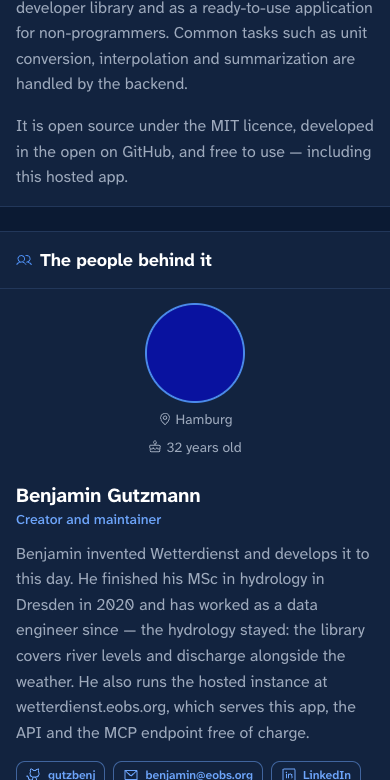 developer library and as a ready-to-use application
for non-programmers. Common tasks such as unit
conversion, interpolation and summarization are
handled by the backend.
It is open source under the MIT licence, developed
in the open on GitHub, and free to use — including
this hosted app.
The people behind it
Hamburg
32 years old
Benjamin Gutzmann
Creator and maintainer
Benjamin invented Wetterdienst and develops it to
this day. He finished his MSc in hydrology in
Dresden in 2020 and has worked as a data
engineer since — the hydrology stayed: the library
covers river levels and discharge alongside the
weather. He also runs the hosted instance at
wetterdienst.eobs.org, which serves this app, the
API and the MCP endpoint free of charge.
gutzbenj benjamin@eobs.org LinkedIn